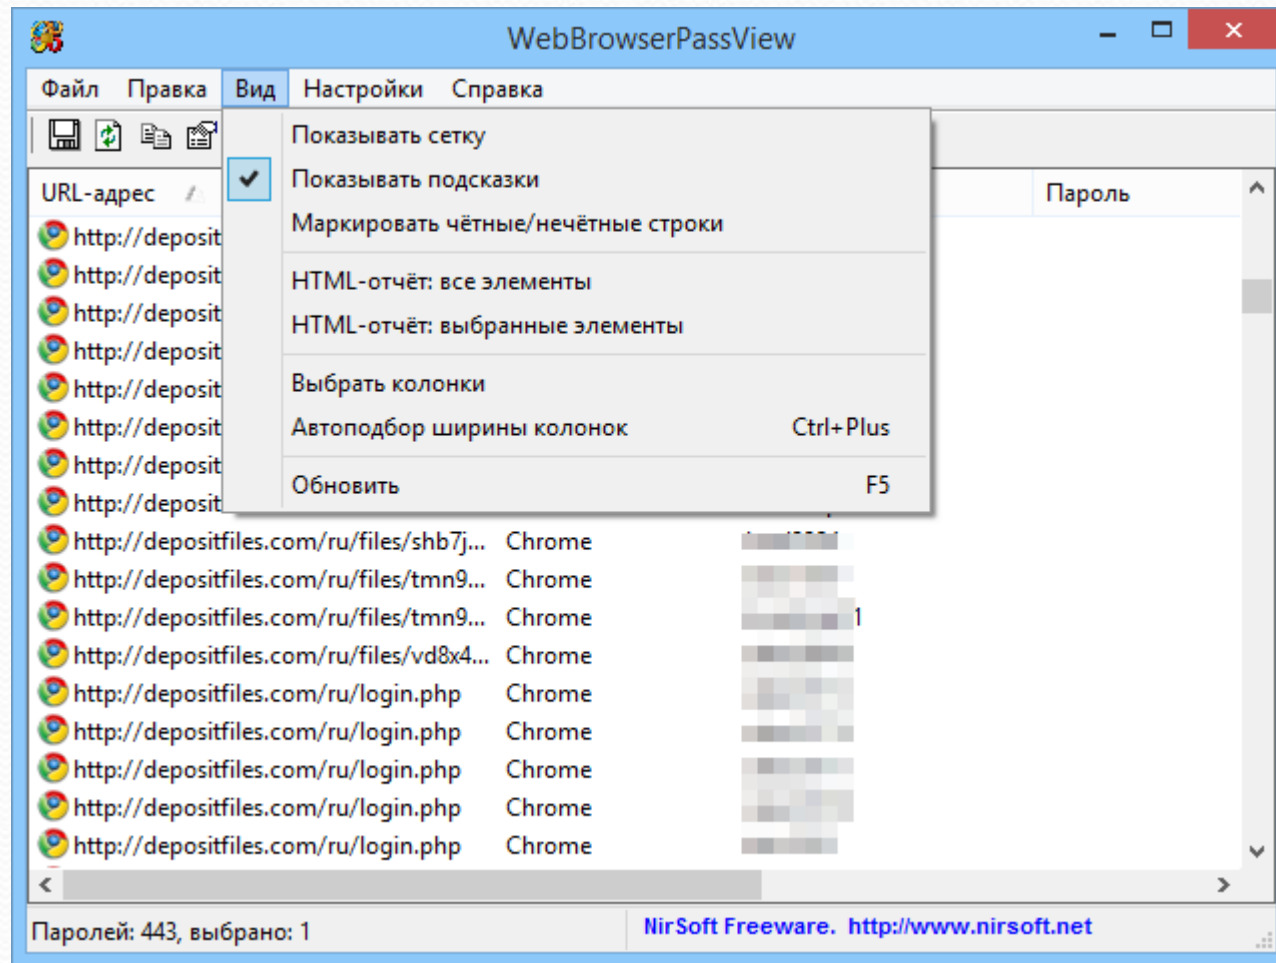 WebBrowserPassView
Файл Правка Вид Настройки Справка
Показывать сетку
Показывать подсказки
Маркировать чётные/нечётные строки
HTML-отчёт: все элементы
HTML-отчёт: выбранные элементы
Выбрать колонки
Автоподбор ширины колонок Ctrl+Plus
Обновить F5
URL-адрес Пароль
http://deposit
http://deposit
http://deposit
http://deposit
http://deposit
http://deposit
http://deposit
http://deposit
http://depositfiles.com/ru/files/shb7j... Chrome
http://depositfiles.com/ru/files/tmn9... Chrome
http://depositfiles.com/ru/files/tmn9... Chrome 1
http://depositfiles.com/ru/files/vd8x4... Chrome
http://depositfiles.com/ru/login.php Chrome
http://depositfiles.com/ru/login.php Chrome
http://depositfiles.com/ru/login.php Chrome
http://depositfiles.com/ru/login.php Chrome
http://depositfiles.com/ru/login.php Chrome
Паролей: 443, выбрано: 1 NirSoft Freeware. http://www.nirsoft.net